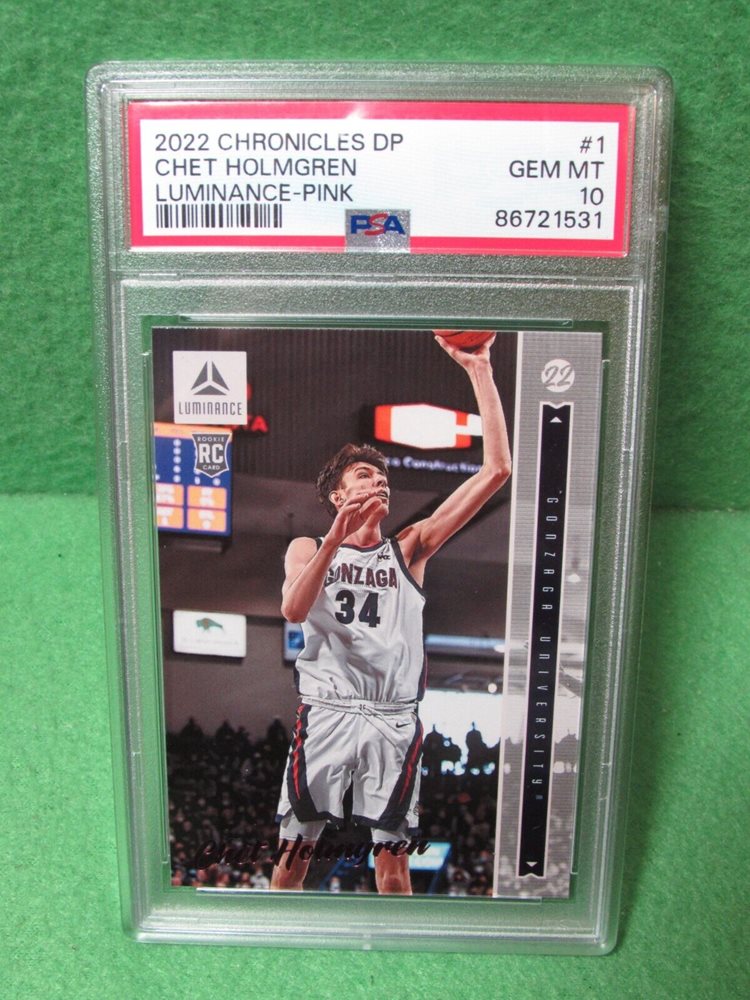 2022 CHRONICLES DP #1
CHET HOLMGREN GEM MT
LUMINANCE-PINK 10
PSA 86721531
LUMINANCE
22
ROOKIE
RC
CARD
GONZAGA UNIVERSITY
GONZAGA
34
Chet Holmgren